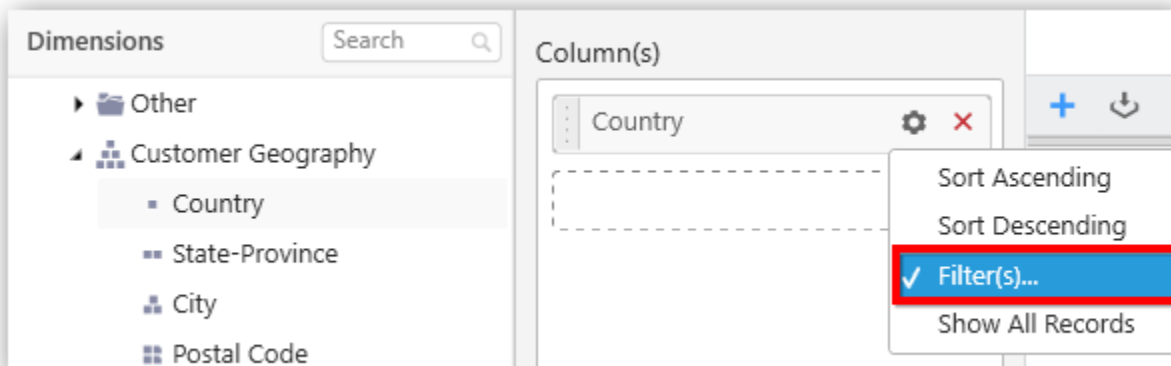 Dimensions
Search
Other
Customer Geography
Country
State-Province
City
Postal Code
Column(s)
Country
Sort Ascending
Sort Descending
Filter(s)...
Show All Records